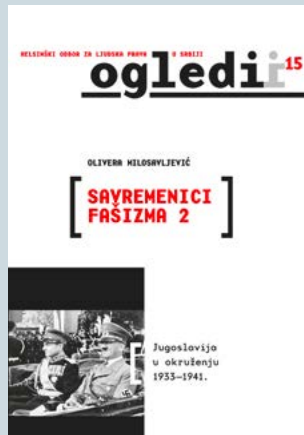 HELSINŠKI ODBOR ZA LJUDSKA PRAVA U SRBIJI
ogledi 15
OLIVERA MILOSAVLJEVIĆ
SAVREMENICI
FAŠIZMA 2
Jugoslavija
u okruženju
1933–1941.